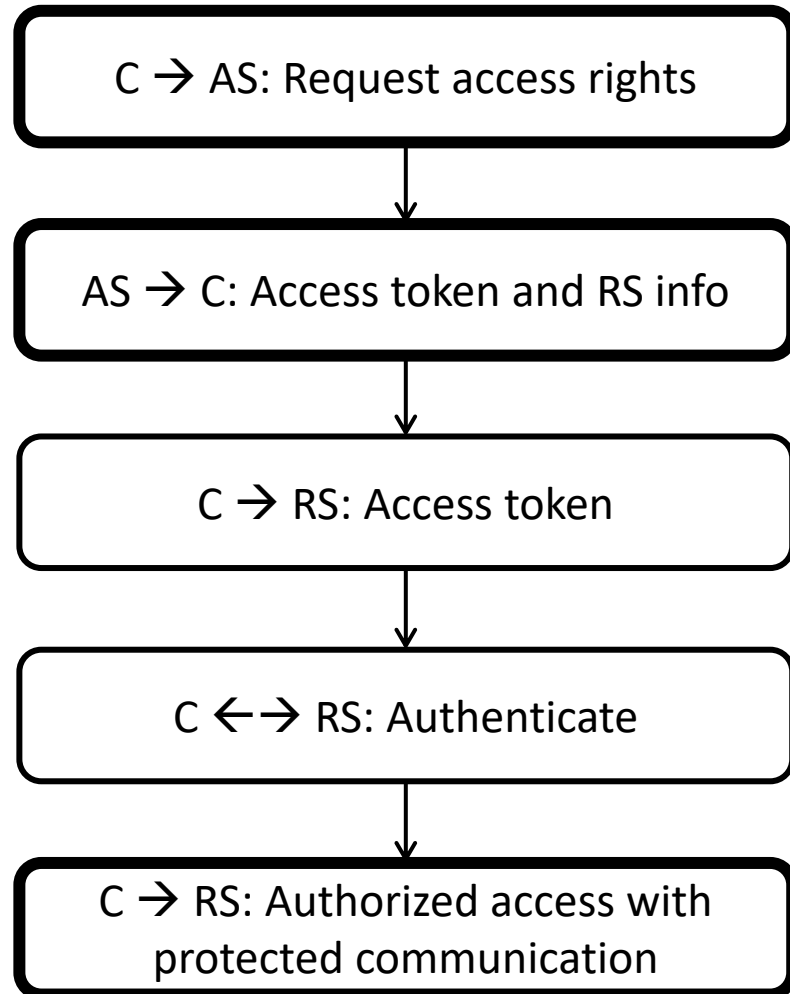 C → AS: Request access rights
AS → C: Access token and RS info
C → RS: Access token
C ←→ RS: Authenticate
C → RS: Authorized access with
protected communication